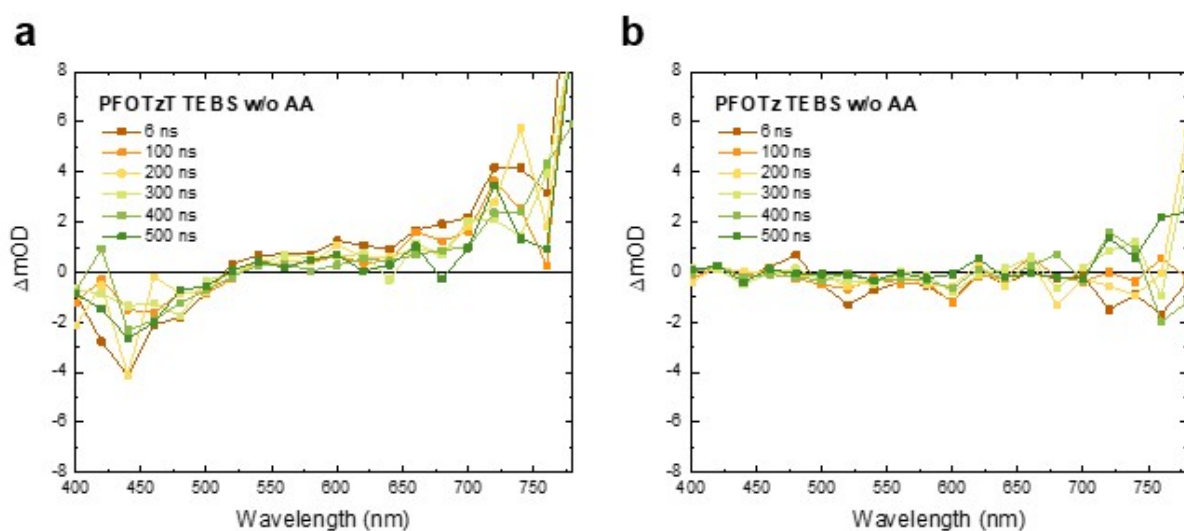 a
8
6
4
2
0
-2
-4
-6
-8
ΔmOD
PFOTzT TEBS w/o AA
6 ns
100 ns
200 ns
300 ns
400 ns
500 ns
400 450 500 550 600 650 700 750
Wavelength (nm)
b
8
6
4
2
0
-2
-4
-6
-8
ΔmOD
PFOTz TEBS w/o AA
6 ns
100 ns
200 ns
300 ns
400 ns
500 ns
400 450 500 550 600 650 700 750
Wavelength (nm)